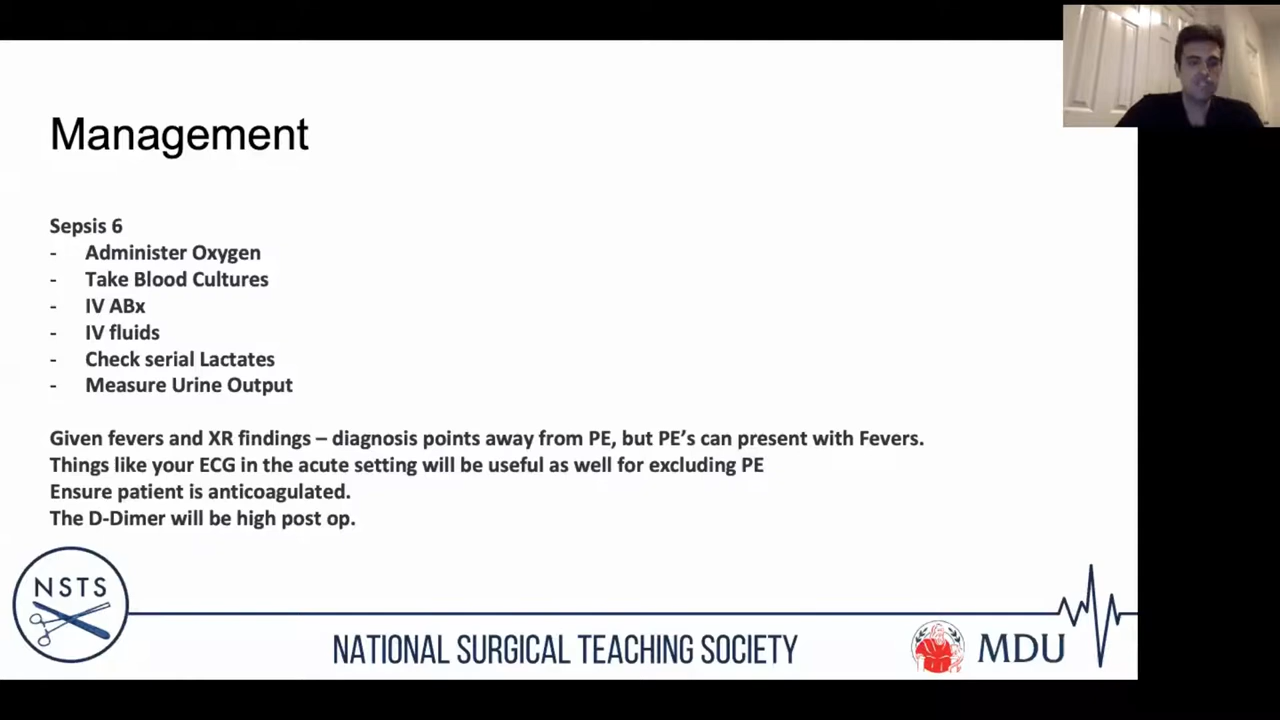 Management
Sepsis 6
- Administer Oxygen
- Take Blood Cultures
- IV ABx
- IV fluids
- Check serial Lactates
- Measure Urine Output
Given fevers and XR findings – diagnosis points away from PE, but PE's can present with Fevers.
Things like your ECG in the acute setting will be useful as well for excluding PE
Ensure patient is anticoagulated.
The D-Dimer will be high post op.
NSTS
NATIONAL SURGICAL TEACHING SOCIETY
MDU